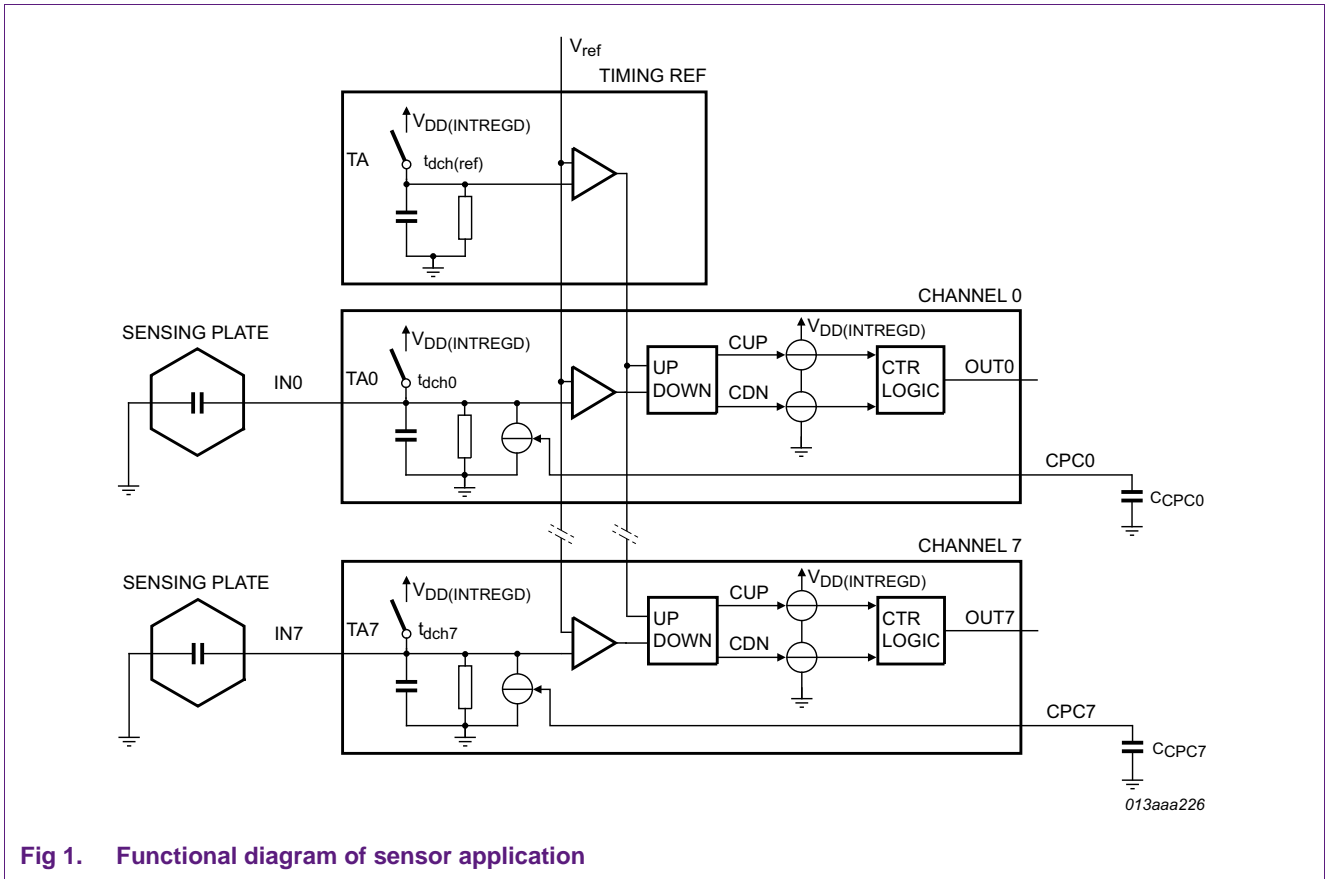 Vref
TIMING REF
VDD(INTREGD)
TA
tdch(ref)
CHANNEL 0
SENSING PLATE
VDD(INTREGD)
VDD(INTREGD)
CUP
IN0
TA0
tdch0
UP
DOWN
CTR
LOGIC
OUT0
CDN
CPC0
CCPC0
CHANNEL 7
SENSING PLATE
VDD(INTREGD)
VDD(INTREGD)
CUP
IN7
TA7
tdch7
UP
DOWN
CTR
LOGIC
OUT7
CDN
CPC7
CCPC7
013aaa226
Fig 1. Functional diagram of sensor application